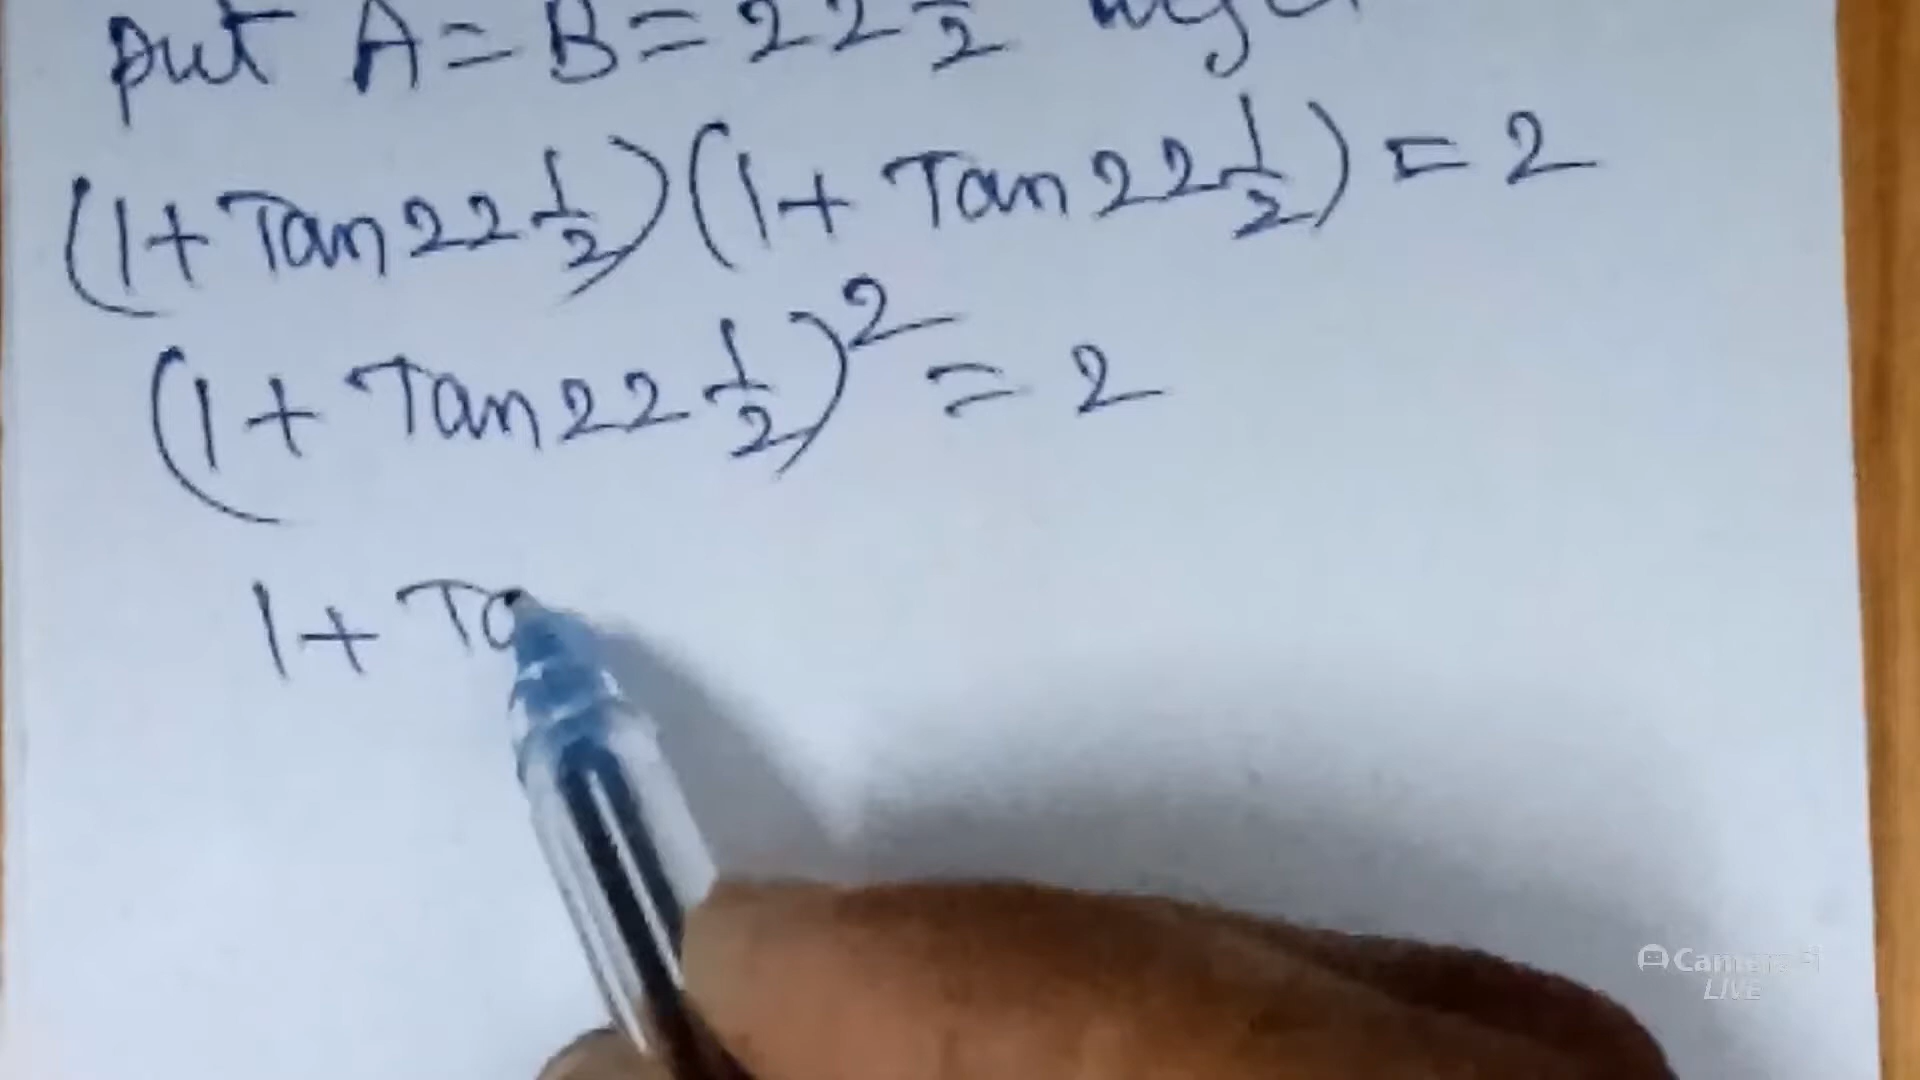 put A = B = 22 1/2
(1 + Tan 22 1/2) (1 + Tan 22 1/2) = 2
(1 + Tan 22 1/2)² = 2
1 + Ta
LIVE